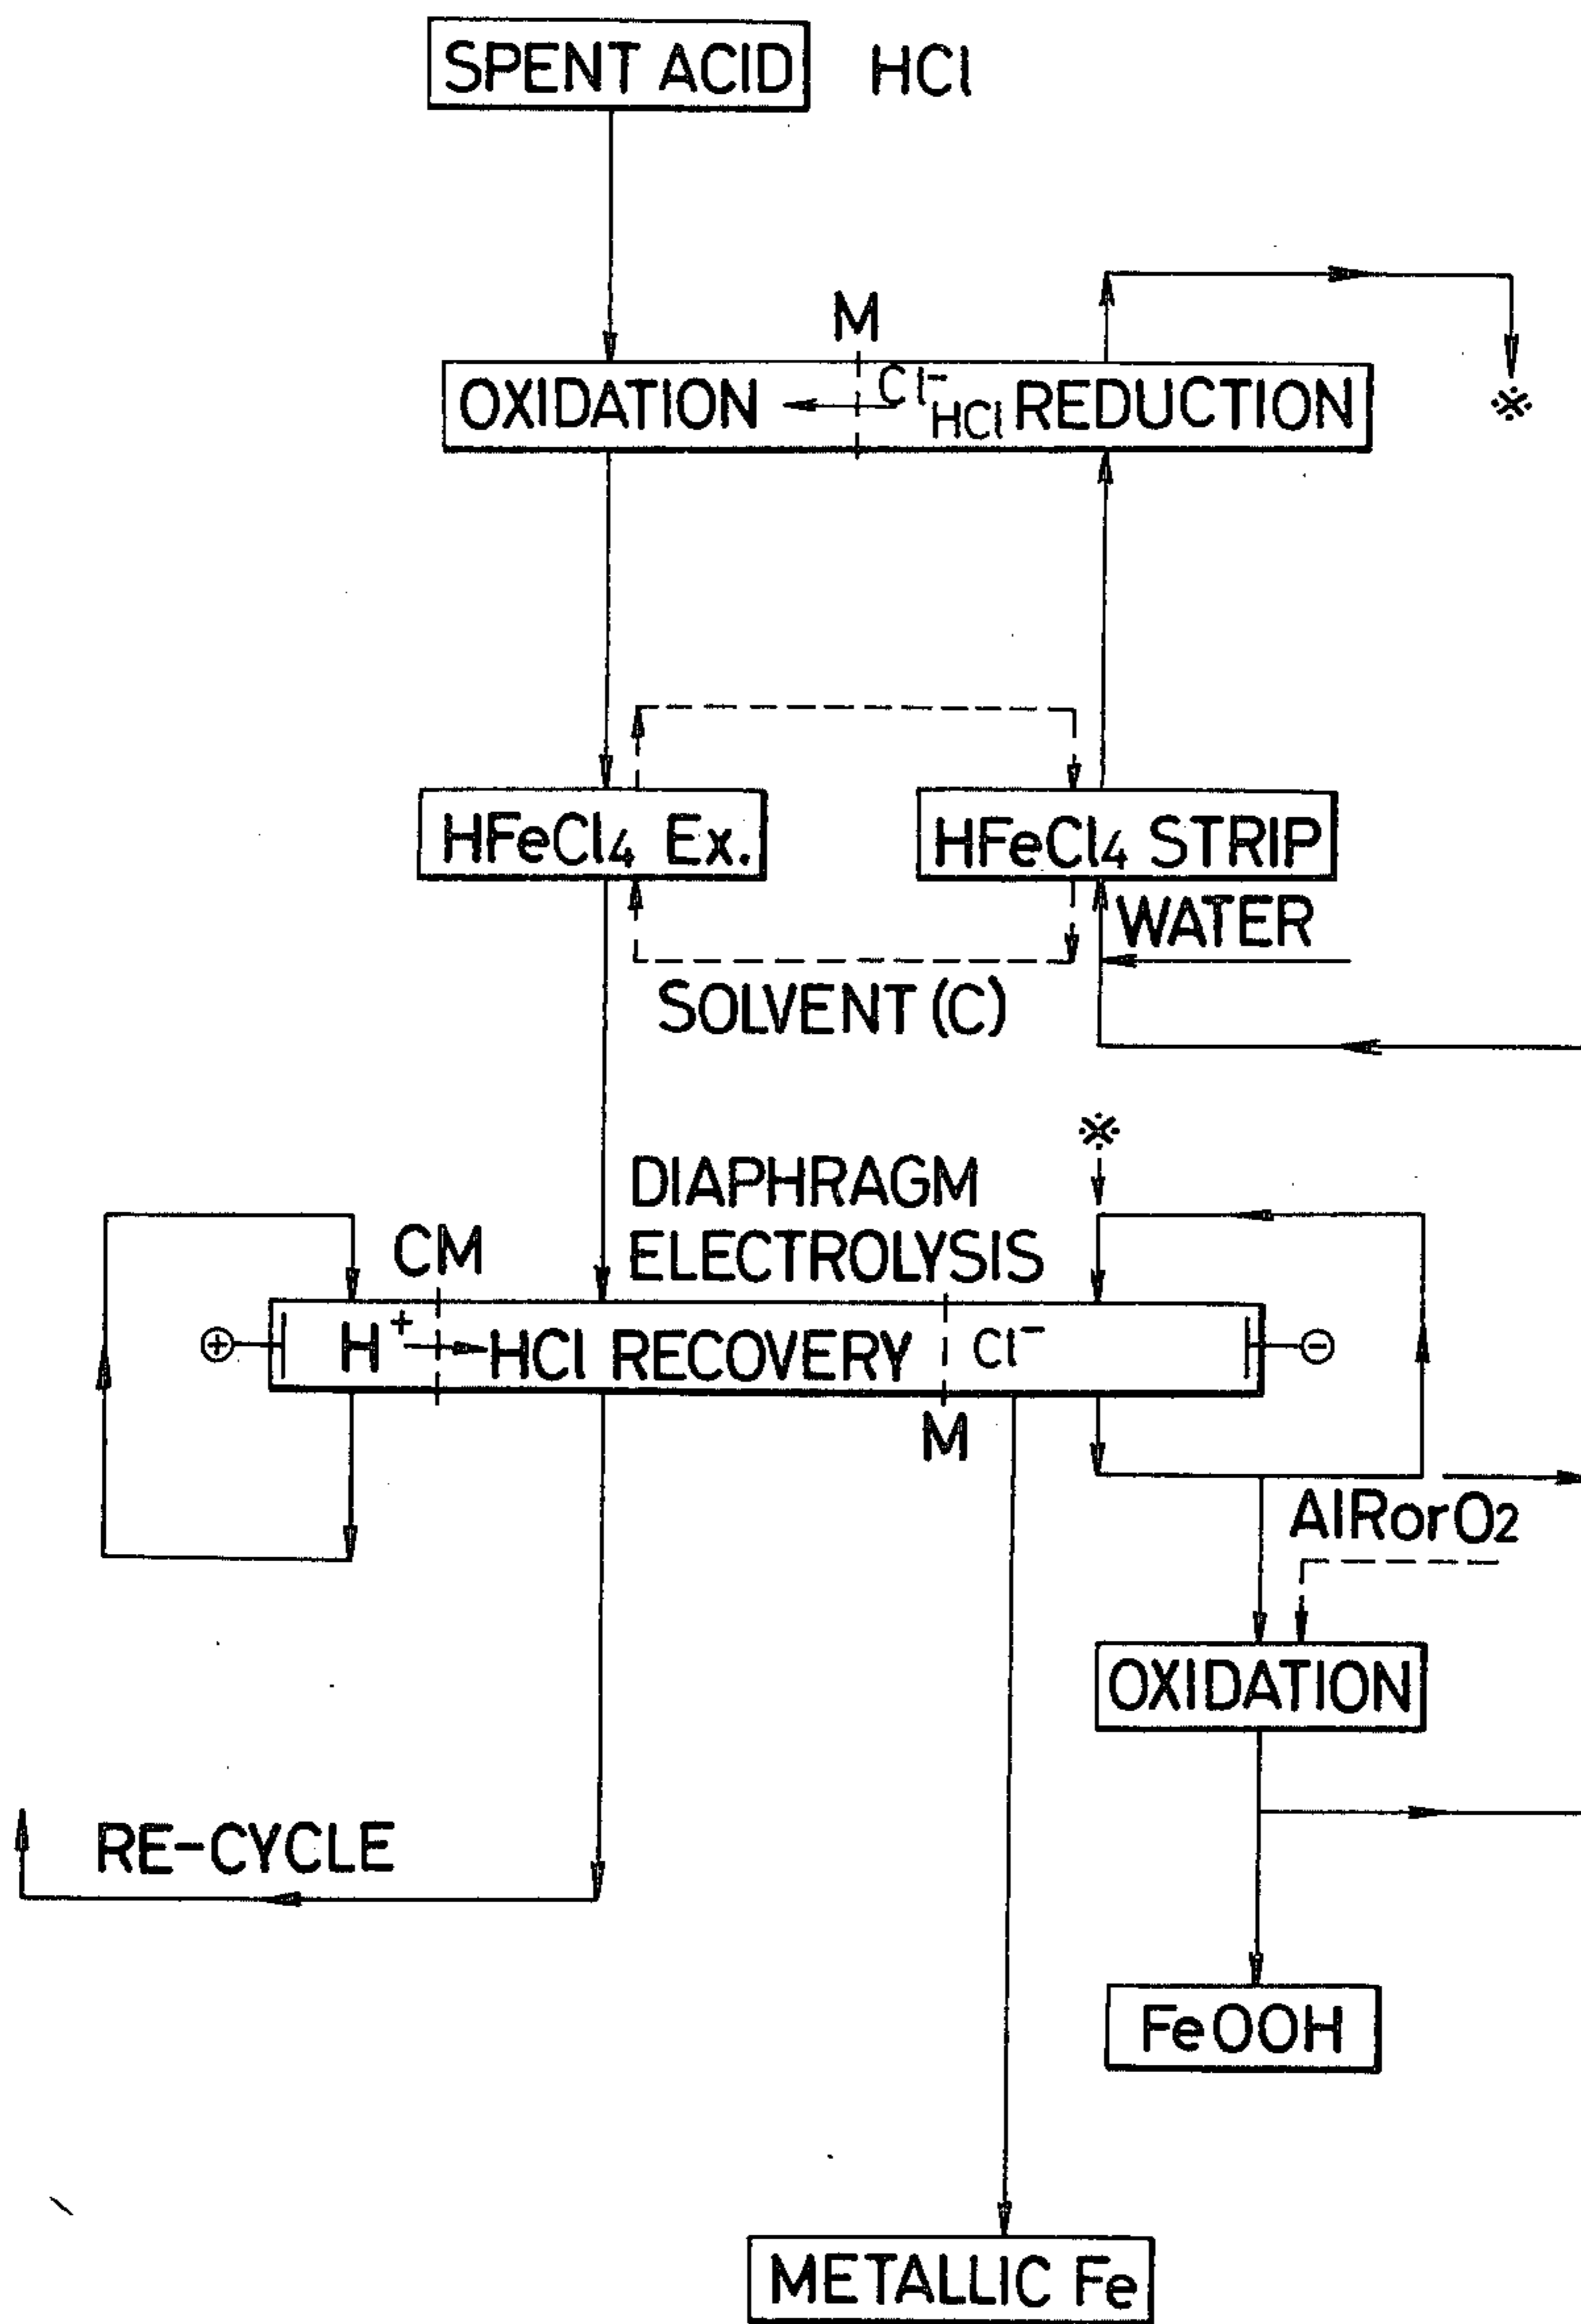 SPENT ACID HCl
M
OXIDATION Cl⁻ HCl REDUCTION
※
HFeCl4 Ex. HFeCl4 STRIP
WATER
SOLVENT (C)
※
DIAPHRAGM
ELECTROLYSIS
CM
⊕ H⁺ HCl RECOVERY Cl⁻ ⊖
M
AIR or O2
OXIDATION
RE-CYCLE
FeOOH
METALLIC Fe